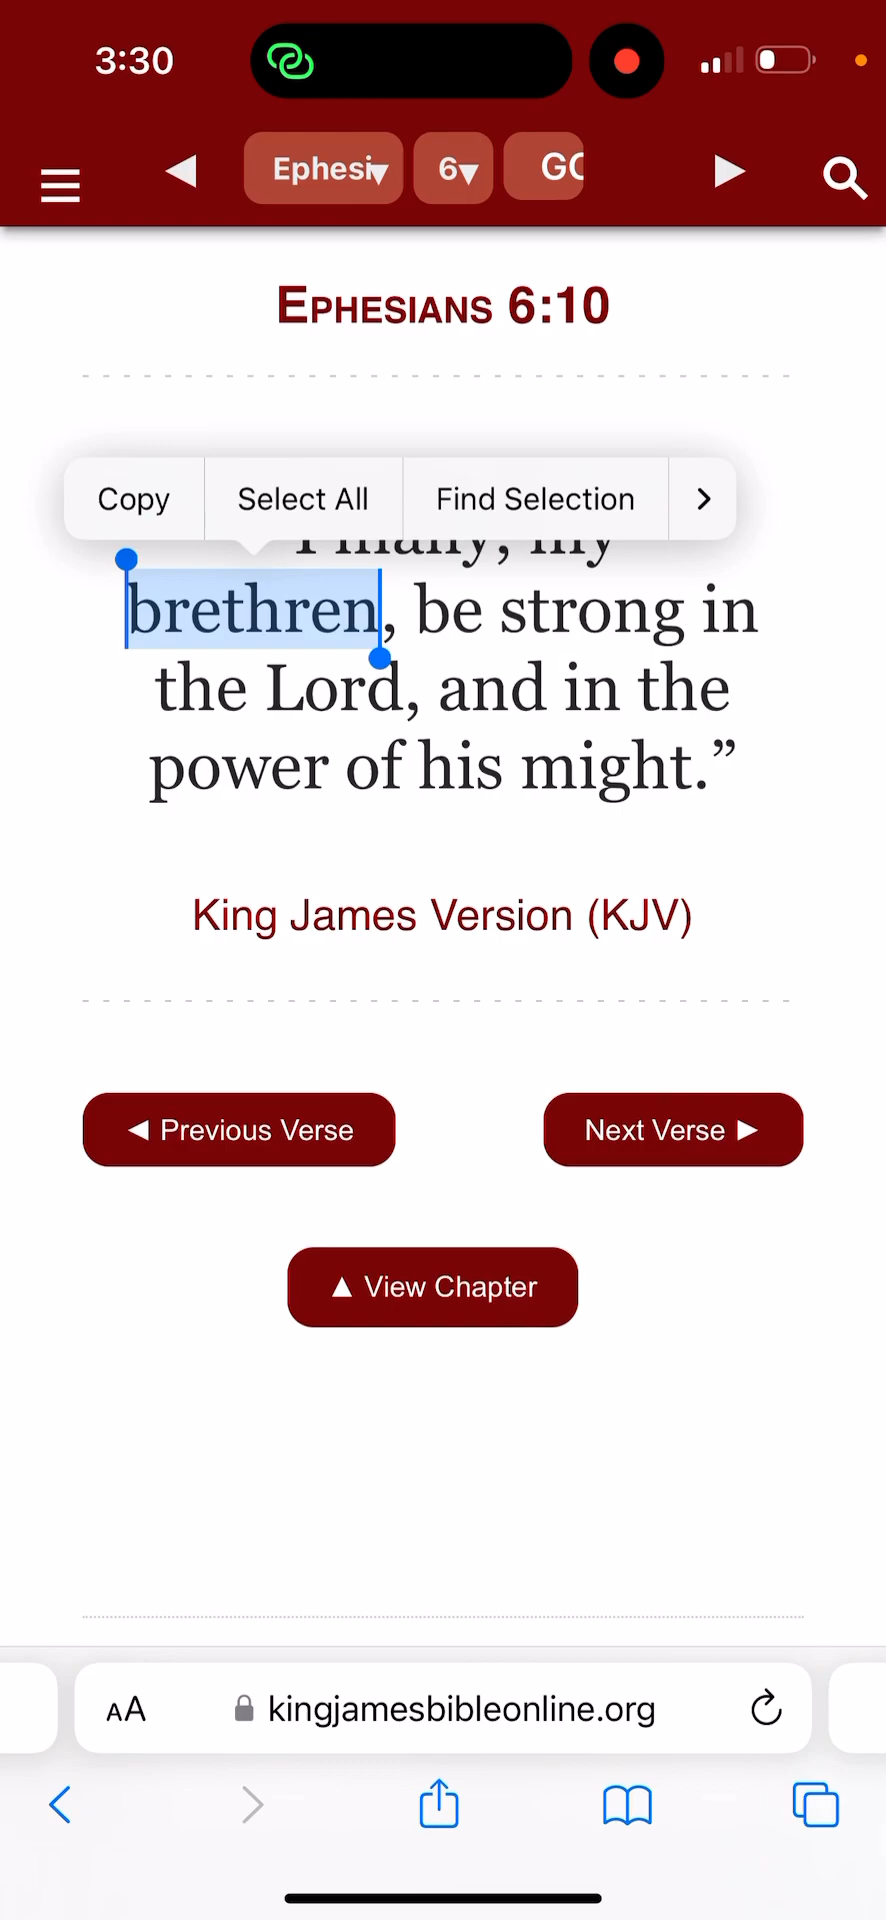 3:30
Ephesi
6
GO
Ephesians 6:10
Copy
Select All
Find Selection
Finally, my
brethren, be strong in
the Lord, and in the
power of his might.”
King James Version (KJV)
◀ Previous Verse
Next Verse ▶
▲ View Chapter
AA
kingjamesbibleonline.org